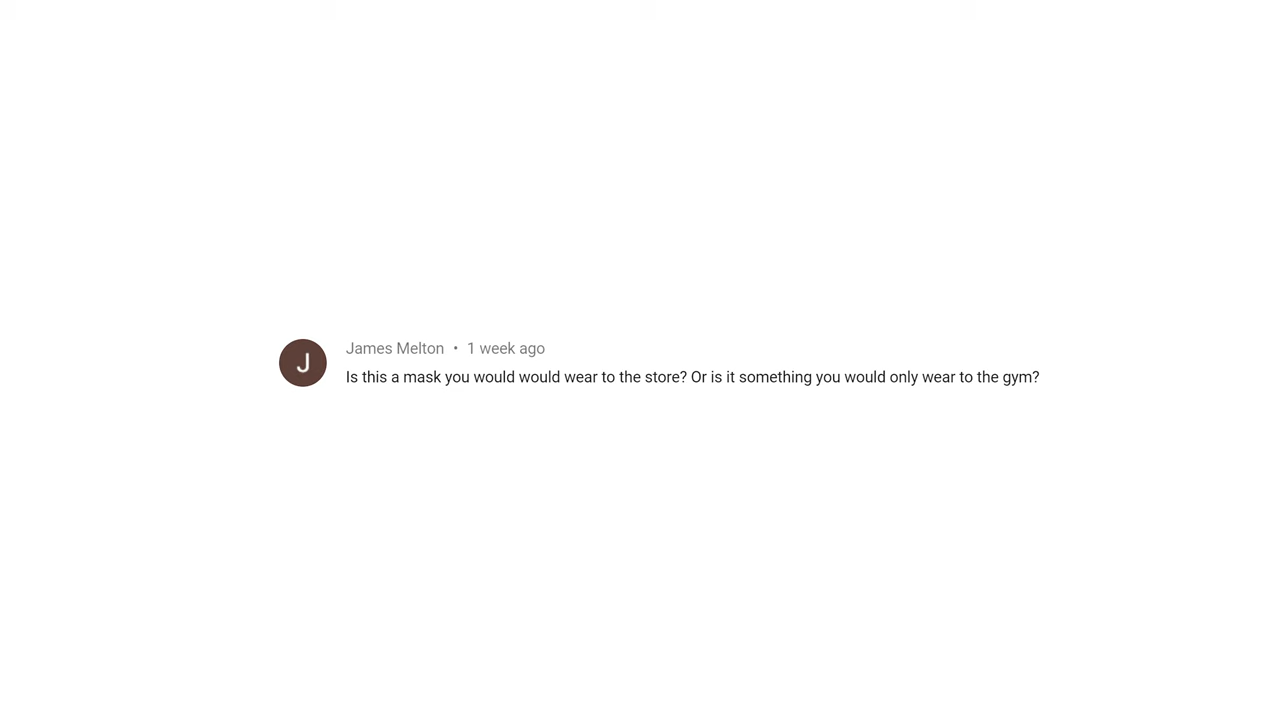 J
James Melton • 1 week ago
Is this a mask you would would wear to the store? Or is it something you would only wear to the gym?